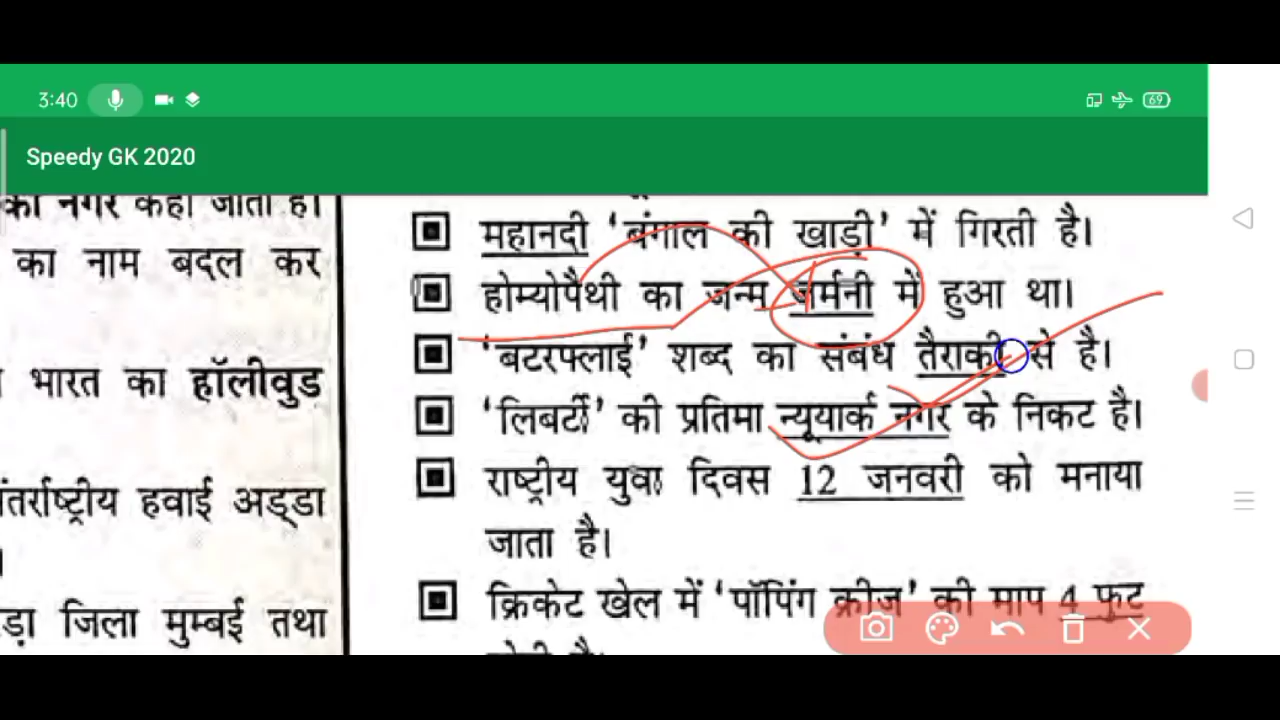 3:40
69
Speedy GK 2020
का नगर कहा जाता है।
का नाम बदल कर
भारत का हॉलीवुड
अंतर्राष्ट्रीय हवाई अड्डा
जिला मुम्बई तथा
महानदी ‘बंगाल की खाड़ी’ में गिरती है।
होम्योपैथी का जन्म जर्मनी में हुआ था।
‘बटरफ्लाई’ शब्द का संबंध तैराकी से है।
‘लिबर्टी’ की प्रतिमा न्यूयार्क नगर के निकट है।
राष्ट्रीय युवा दिवस 12 जनवरी को मनाया
जाता है।
क्रिकेट खेल में ‘पॉपिंग क्रीज’ की माप 4 फुट